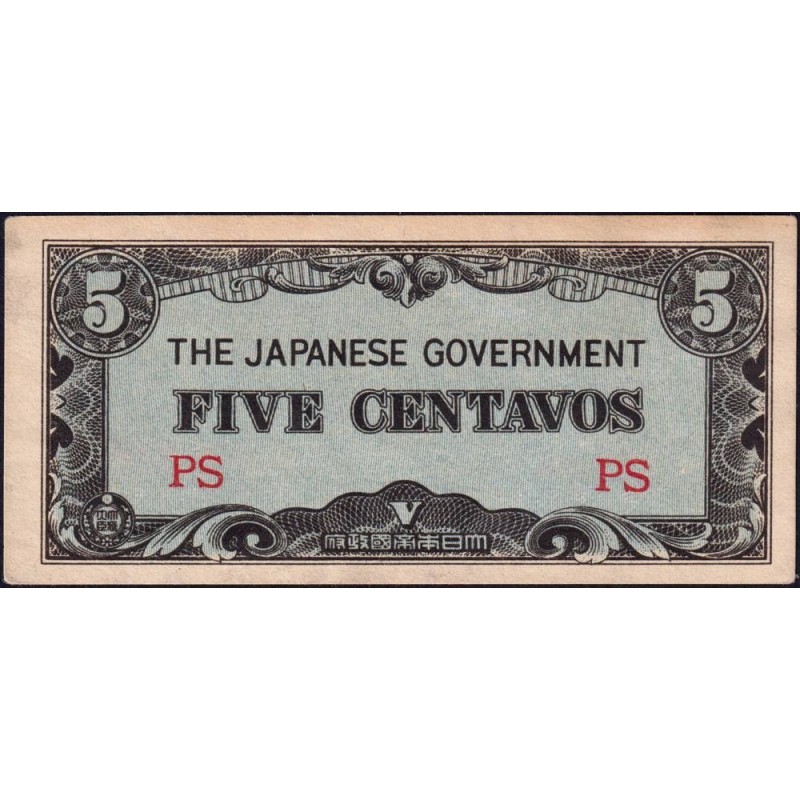 5 5
THE JAPANESE GOVERNMENT
FIVE CENTAVOS
PS PS
V
府政國帝本日大